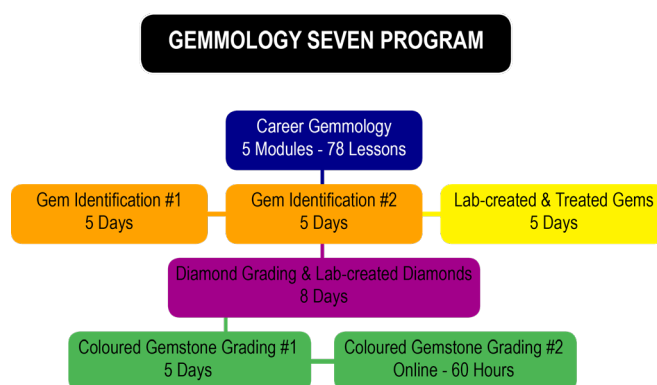 GEMMOLOGY SEVEN PROGRAM
Career Gemmology
5 Modules - 78 Lessons
Gem Identification #1
5 Days
Gem Identification #2
5 Days
Lab-created & Treated Gems
5 Days
Diamond Grading & Lab-created Diamonds
8 Days
Coloured Gemstone Grading #1
5 Days
Coloured Gemstone Grading #2
Online - 60 Hours